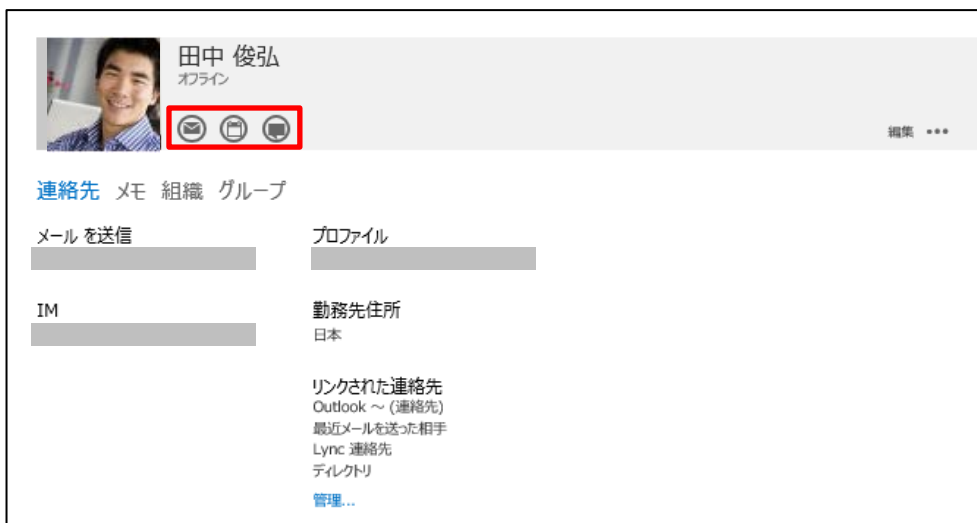 田中 俊弘
オフライン
編集 •••
連絡先 メモ 組織 グループ
メール を送信
プロファイル
IM
勤務先住所
日本
リンクされた連絡先
Outlook ～ (連絡先)
最近メールを送った相手
Lync 連絡先
ディレクトリ
管理...